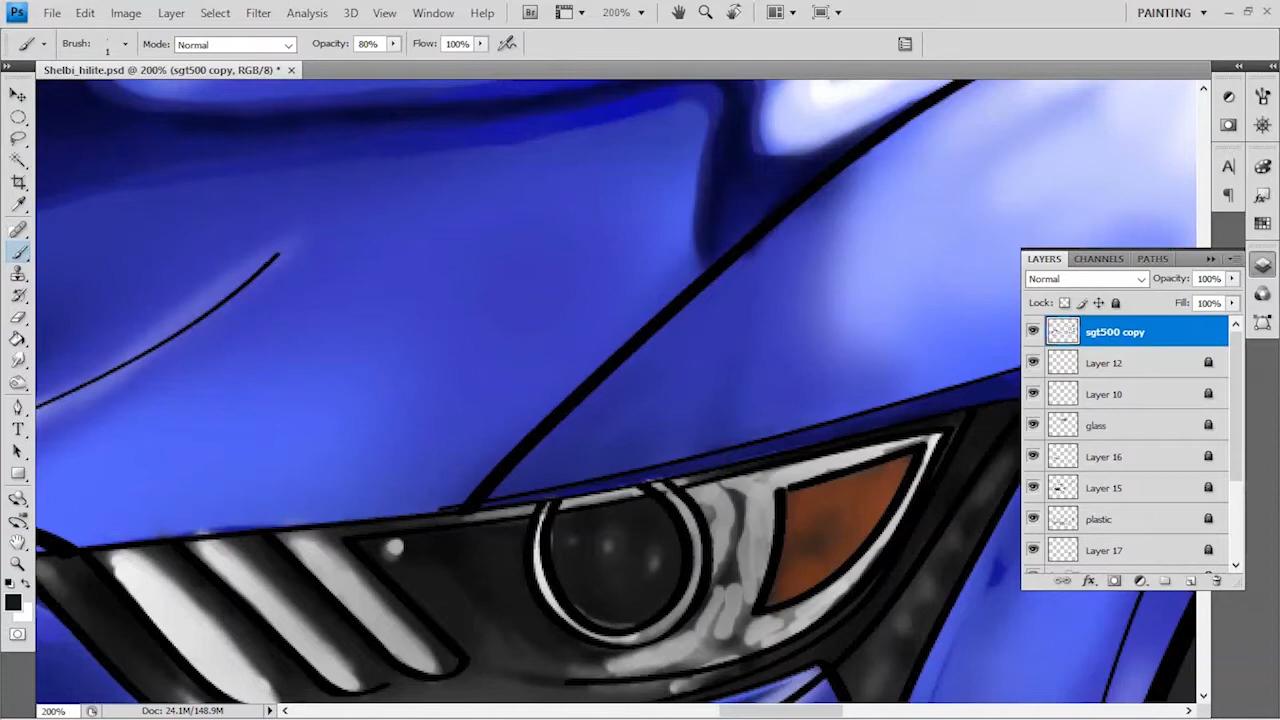 Ps File Edit Image Layer Select Filter Analysis 3D View Window Help Br 200% PAINTING
Brush: 1 Mode: Normal Opacity: 80% Flow: 100%
Shelbi_hilite.psd @ 200% (sgt500 copy, RGB/8) *
LAYERS CHANNELS PATHS
Normal Opacity: 100%
Lock: Fill: 100%
sgt500 copy
Layer 12
Layer 10
glass
Layer 16
Layer 15
plastic
Layer 17
200% Doc: 24.1M/148.9M